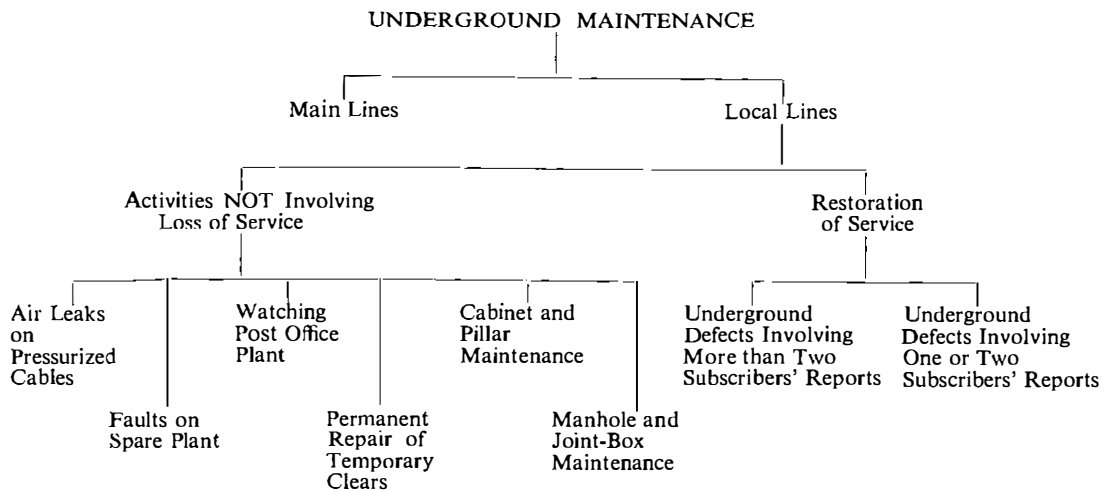 UNDERGROUND MAINTENANCE
Main Lines
Local Lines
Activities NOT Involving
Loss of Service
Restoration
of Service
Air Leaks
on
Pressurized
Cables
Faults on
Spare Plant
Watching
Post Office
Plant
Permanent
Repair of
Temporary
Clears
Cabinet and
Pillar
Maintenance
Manhole and
Joint-Box
Maintenance
Underground
Defects Involving
More than Two
Subscribers' Reports
Underground
Defects Involving
One or Two
Subscribers' Reports